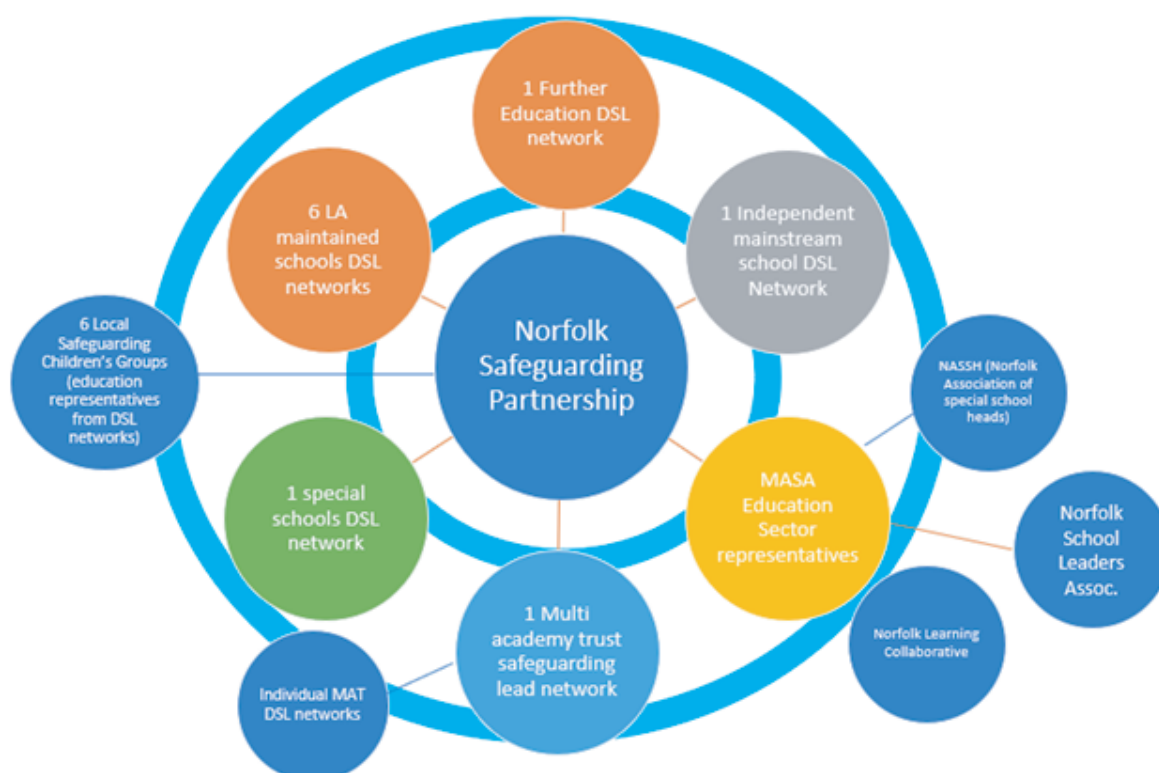 1 Further
Education DSL
network
6 LA
maintained
schools DSL
networks
1 Independent
mainstream
school DSL
Network
Norfolk
Safeguarding
Partnership
6 Local
Safeguarding
Children's Groups
(education
representatives
from DSL
networks)
NASSH (Norfolk
Association of
special school
heads)
1 special
schools DSL
network
MASA
Education
Sector
representatives
Norfolk
School
Leaders
Assoc.
1 Multi
academy trust
safeguarding
lead network
Norfolk Learning
Collaborative
Individual MAT
DSL networks